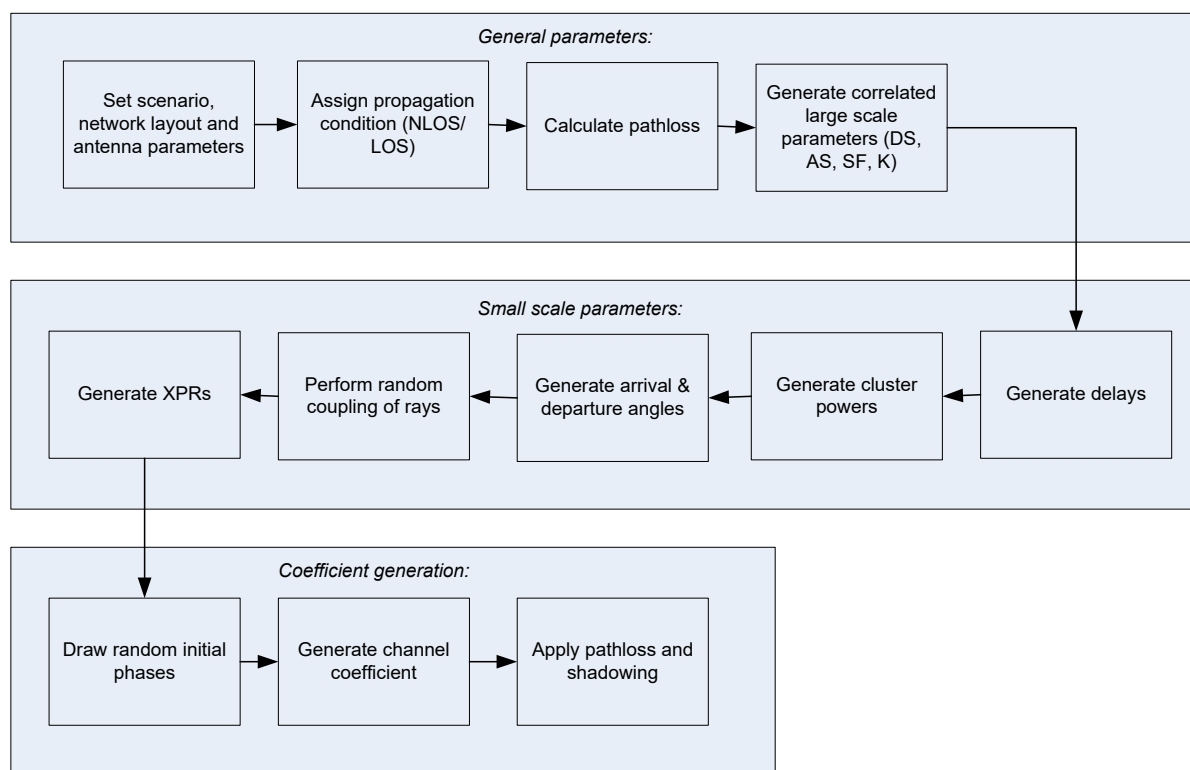 General parameters:
Set scenario,
network layout and
antenna parameters
Assign propagation
condition (NLOS/
LOS)
Calculate pathloss
Generate correlated
large scale
parameters (DS,
AS, SF, K)
Small scale parameters:
Generate XPRs
Perform random
coupling of rays
Generate arrival &
departure angles
Generate cluster
powers
Generate delays
Coefficient generation:
Draw random initial
phases
Generate channel
coefficient
Apply pathloss and
shadowing